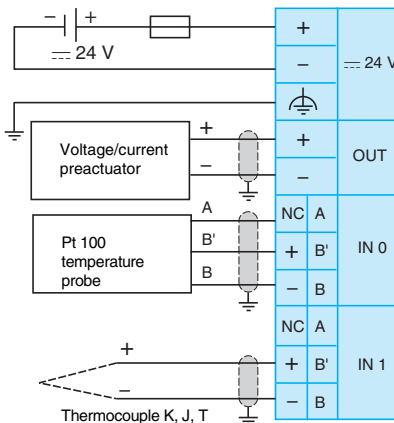 − +
⎓ 24 V
+
−
⎓ 24 V
Voltage/current
preactuator
+
−
+
−
OUT
Pt 100
temperature
probe
A
B'
B
NC A
+ B'
− B
IN 0
NC A
+ B'
− B
IN 1
+
−
Thermocouple K, J, T